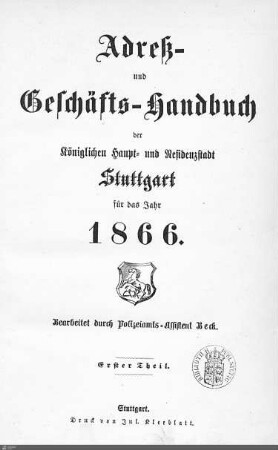 Adreß-
und
Geschäfts-Handbuch
der
Königlichen Haupt- und Residenzstadt
Stuttgart
für das Jahr
1866.
Bearbeitet durch Polizeiamts-Assistent Beck.
Erster Theil.
Stuttgart.
Druck von Jul. Kleeblatt.